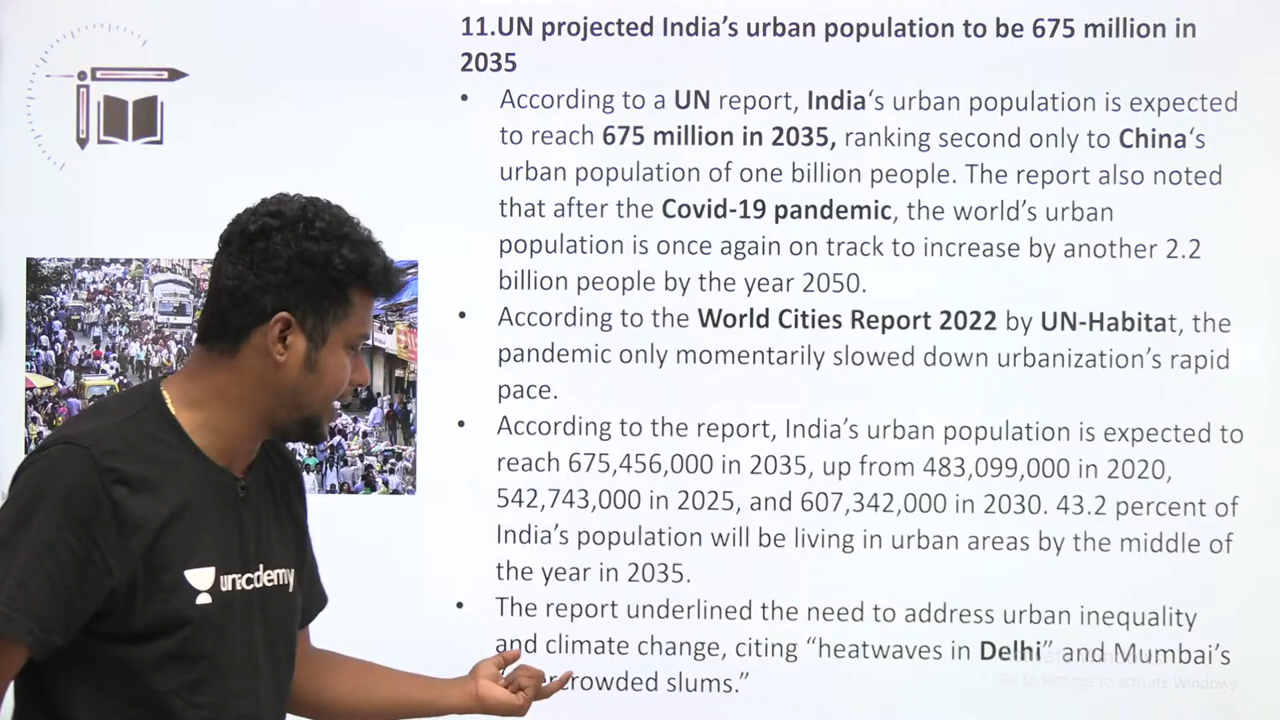 11.UN projected India's urban population to be 675 million in
2035
• According to a UN report, India's urban population is expected
to reach 675 million in 2035, ranking second only to China's
urban population of one billion people. The report also noted
that after the Covid-19 pandemic, the world's urban
population is once again on track to increase by another 2.2
billion people by the year 2050.
• According to the World Cities Report 2022 by UN-Habitat, the
pandemic only momentarily slowed down urbanization's rapid
pace.
• According to the report, India's urban population is expected to
reach 675,456,000 in 2035, up from 483,099,000 in 2020,
542,743,000 in 2025, and 607,342,000 in 2030. 43.2 percent of
India's population will be living in urban areas by the middle of
the year in 2035.
• The report underlined the need to address urban inequality
and climate change, citing “heatwaves in Delhi” and Mumbai's
slums.”
unacademy
Go to Settings to activate Windows